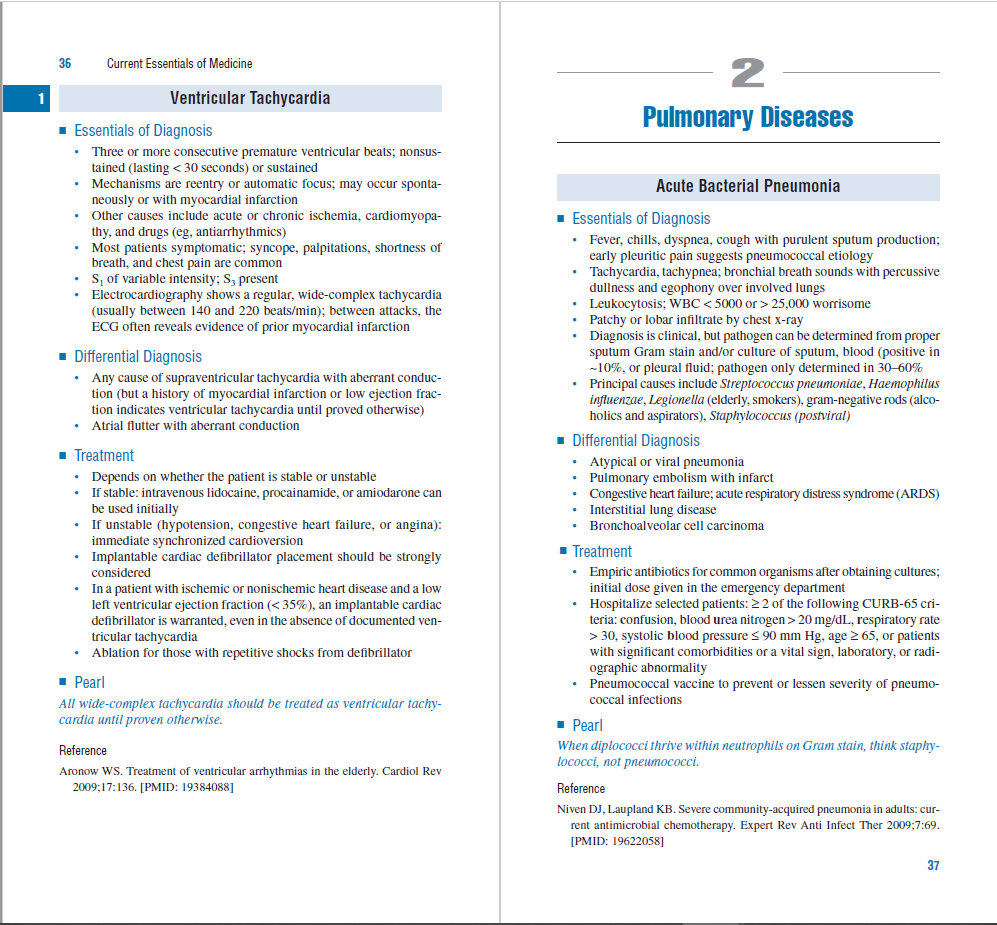 36 Current Essentials of Medicine
1
Ventricular Tachycardia
■ Essentials of Diagnosis
• Three or more consecutive premature ventricular beats; nonsus-
tained (lasting < 30 seconds) or sustained
• Mechanisms are reentry or automatic focus; may occur sponta-
neously or with myocardial infarction
• Other causes include acute or chronic ischemia, cardiomyopa-
thy, and drugs (eg, antiarrhythmics)
• Most patients symptomatic; syncope, palpitations, shortness of
breath, and chest pain are common
• S₁ of variable intensity; S₃ present
• Electrocardiography shows a regular, wide-complex tachycardia
(usually between 140 and 220 beats/min); between attacks, the
ECG often reveals evidence of prior myocardial infarction
■ Differential Diagnosis
• Any cause of supraventricular tachycardia with aberrant conduc-
tion (but a history of myocardial infarction or low ejection frac-
tion indicates ventricular tachycardia until proved otherwise)
• Atrial flutter with aberrant conduction
■ Treatment
• Depends on whether the patient is stable or unstable
• If stable: intravenous lidocaine, procainamide, or amiodarone can
be used initially
• If unstable (hypotension, congestive heart failure, or angina):
immediate synchronized cardioversion
• Implantable cardiac defibrillator placement should be strongly
considered
• In a patient with ischemic or nonischemic heart disease and a low
left ventricular ejection fraction (< 35%), an implantable cardiac
defibrillator is warranted, even in the absence of documented ven-
tricular tachycardia
• Ablation for those with repetitive shocks from defibrillator
■ Pearl
All wide-complex tachycardia should be treated as ventricular tachy-
cardia until proven otherwise.
Reference
Aronow WS. Treatment of ventricular arrhythmias in the elderly. Cardiol Rev
2009;17:136. [PMID: 19384088]
2
Pulmonary Diseases
Acute Bacterial Pneumonia
■ Essentials of Diagnosis
• Fever, chills, dyspnea, cough with purulent sputum production;
early pleuritic pain suggests pneumococcal etiology
• Tachycardia, tachypnea; bronchial breath sounds with percussive
dullness and egophony over involved lungs
• Leukocytosis; WBC < 5000 or > 25,000 worrisome
• Patchy or lobar infiltrate by chest x-ray
• Diagnosis is clinical, but pathogen can be determined from proper
sputum Gram stain and/or culture of sputum, blood (positive in
~10%, or pleural fluid; pathogen only determined in 30–60%
• Principal causes include Streptococcus pneumoniae, Haemophilus
influenzae, Legionella (elderly, smokers), gram-negative rods (alco-
holics and aspirators), Staphylococcus (postviral)
■ Differential Diagnosis
• Atypical or viral pneumonia
• Pulmonary embolism with infarct
• Congestive heart failure; acute respiratory distress syndrome (ARDS)
• Interstitial lung disease
• Bronchoalveolar cell carcinoma
■ Treatment
• Empiric antibiotics for common organisms after obtaining cultures;
initial dose given in the emergency department
• Hospitalize selected patients: ≥ 2 of the following CURB-65 cri-
teria: confusion, blood urea nitrogen > 20 mg/dL, respiratory rate
> 30, systolic blood pressure ≤ 90 mm Hg, age ≥ 65, or patients
with significant comorbidities or a vital sign, laboratory, or radi-
ographic abnormality
• Pneumococcal vaccine to prevent or lessen severity of pneumo-
coccal infections
■ Pearl
When diplococci thrive within neutrophils on Gram stain, think staphy-
lococci, not pneumococci.
Reference
Niven DJ, Laupland KB. Severe community-acquired pneumonia in adults: cur-
rent antimicrobial chemotherapy. Expert Rev Anti Infect Ther 2009;7:69.
[PMID: 19622058]
37